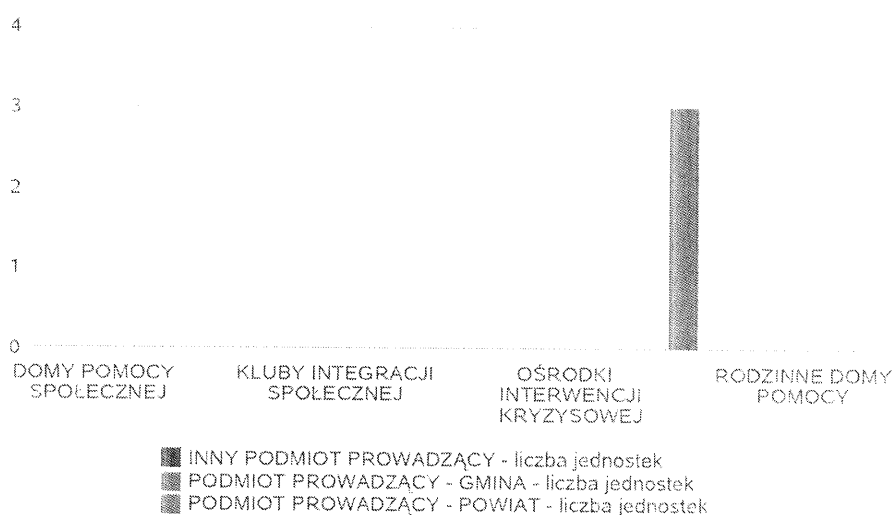 4
3
2
1
0
DOMY POMOCY
SPOŁECZNEJ
KLUBY INTEGRACJI
SPOŁECZNEJ
OŚRODKI
INTERWENCJI
KRYZYSOWEJ
RODZINNE DOMY
POMOCY
INNY PODMIOT PROWADZĄCY - liczba jednostek
PODMIOT PROWADZĄCY - GMINA - liczba jednostek
PODMIOT PROWADZĄCY - POWIAT - liczba jednostek